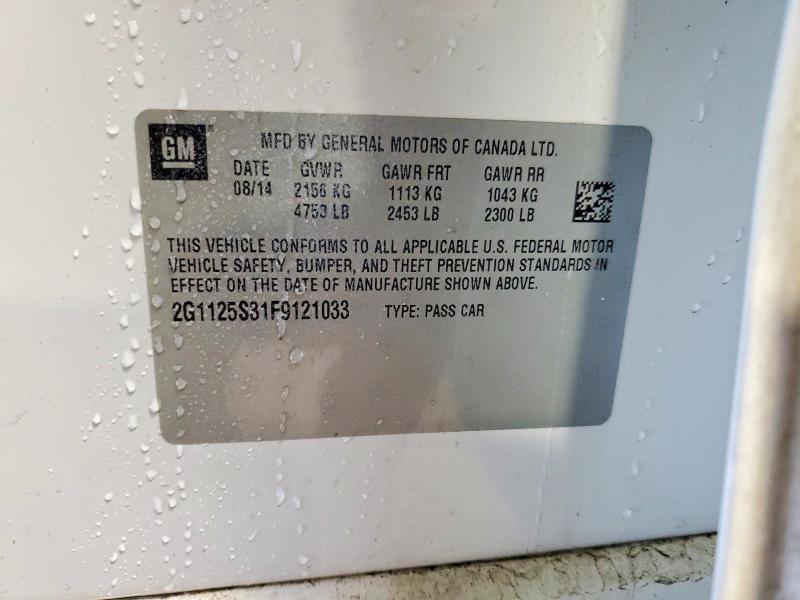 GM
MFD BY GENERAL MOTORS OF CANADA LTD.
DATE GVWR GAWR FRT GAWR RR
08/14 2156 KG 1113 KG 1043 KG
4753 LB 2453 LB 2300 LB
THIS VEHICLE CONFORMS TO ALL APPLICABLE U.S. FEDERAL MOTOR
VEHICLE SAFETY, BUMPER, AND THEFT PREVENTION STANDARDS IN
EFFECT ON THE DATE OF MANUFACTURE SHOWN ABOVE.
2G1125S31F9121033 TYPE: PASS CAR